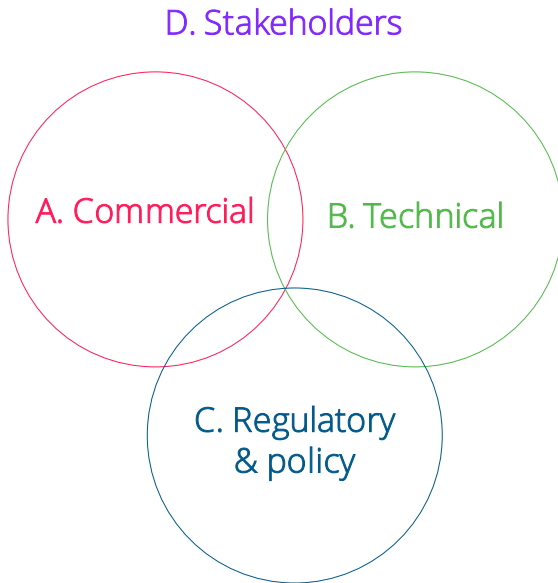 D. Stakeholders
A. Commercial
B. Technical
C. Regulatory
& policy